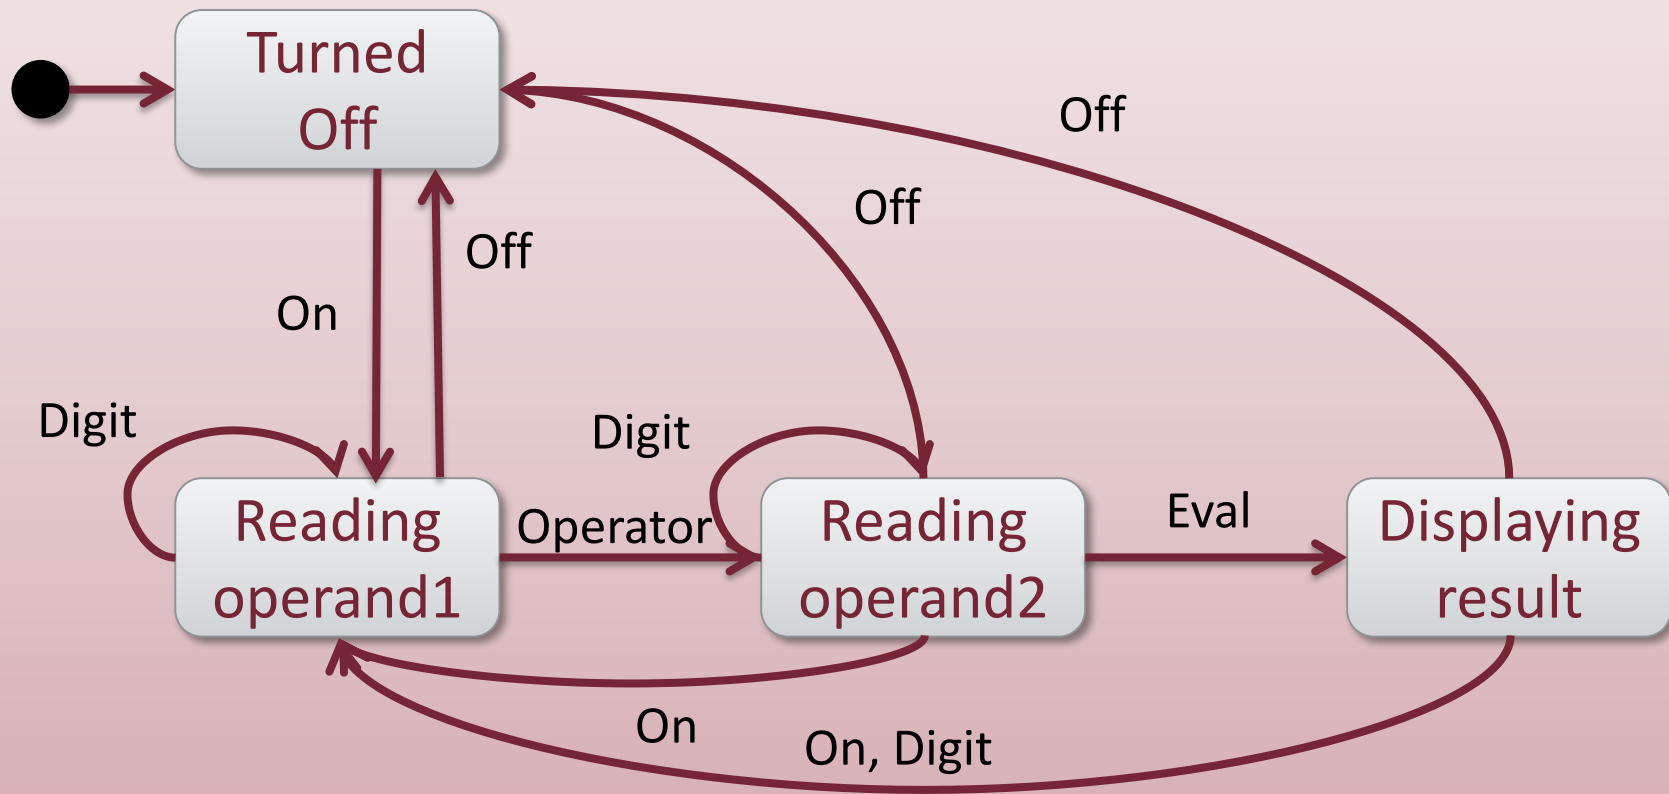 Turned
Off
Off
Off
Off
On
Digit
Digit
Reading
operand1
Operator
Reading
operand2
Eval
Displaying
result
On
On, Digit